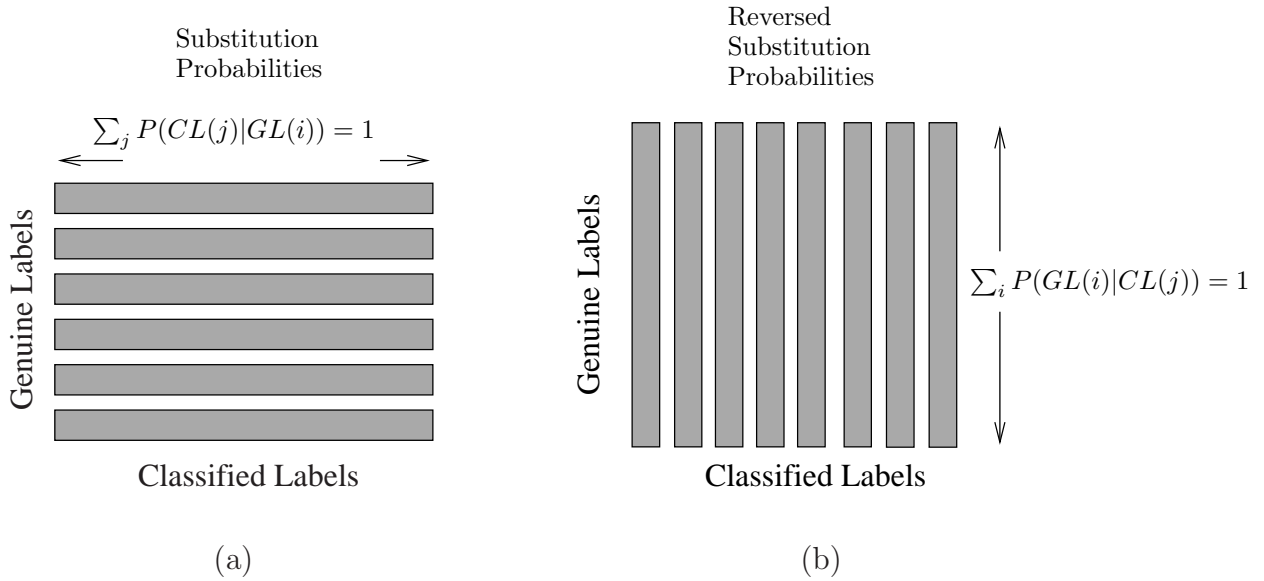 Substitution
Probabilities
∑_j P(CL(j)|GL(i)) = 1
Genuine Labels
Classified Labels
(a)
Reversed
Substitution
Probabilities
Genuine Labels
∑_i P(GL(i)|CL(j)) = 1
Classified Labels
(b)